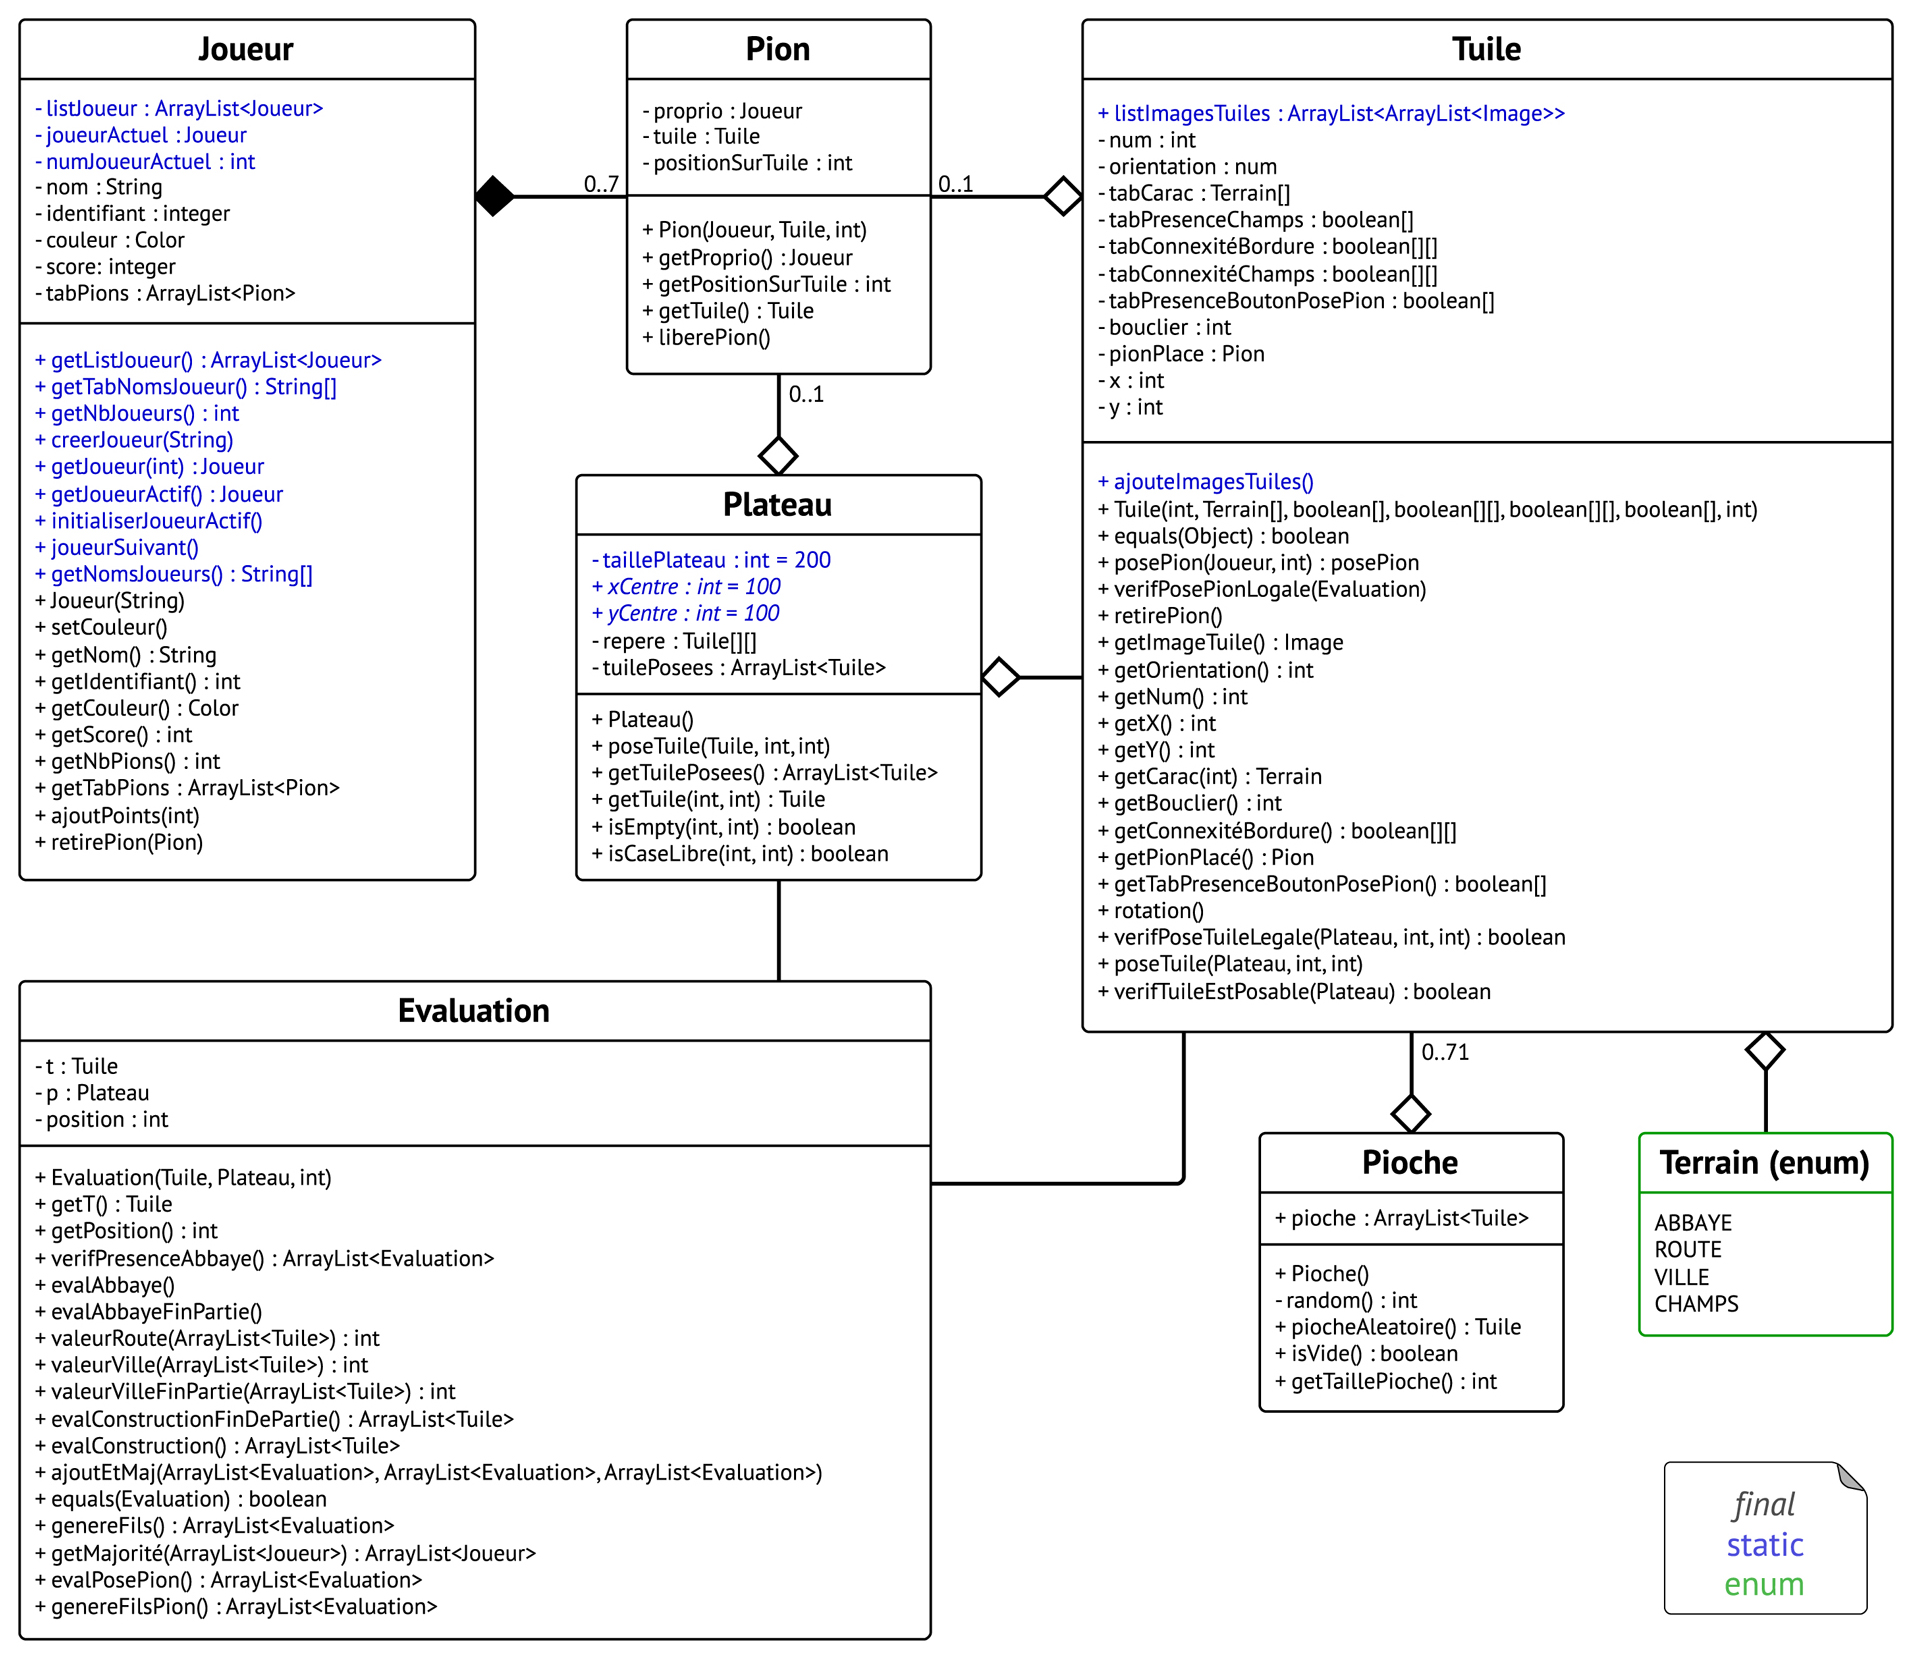 Joueur
- listJoueur : ArrayList<Joueur>
- joueurActuel : Joueur
- numJoueurActuel : int
- nom : String
- identifiant : integer
- couleur : Color
- score: integer
- tabPions : ArrayList<Pion>
+ getListJoueur() : ArrayList<Joueur>
+ getTabNomsJoueur() : String[]
+ getNbJoueurs() : int
+ creerJoueur(String)
+ getJoueur(int) : Joueur
+ getJoueurActif() : Joueur
+ initialiserJoueurActif()
+ joueurSuivant()
+ getNomsJoueurs() : String[]
+ Joueur(String)
+ setCouleur()
+ getNom() : String
+ getIdentifiant() : int
+ getCouleur() : Color
+ getScore() : int
+ getNbPions() : int
+ getTabPions : ArrayList<Pion>
+ ajoutPoints(int)
+ retirePion(Pion)
0..7
Pion
- proprio : Joueur
- tuile : Tuile
- positionSurTuile : int
+ Pion(Joueur, Tuile, int)
+ getProprio() : Joueur
+ getPositionSurTuile : int
+ getTuile() : Tuile
+ liberePion()
0..1
0..1
Plateau
- taillePlateau : int = 200
+ xCentre : int = 100
+ yCentre : int = 100
- repere : Tuile[][]
- tuilePosees : ArrayList<Tuile>
+ Plateau()
+ poseTuile(Tuile, int, int)
+ getTuilePosees() : ArrayList<Tuile>
+ getTuile(int, int) : Tuile
+ isEmpty(int, int) : boolean
+ isCaseLibre(int, int) : boolean
Tuile
+ listImagesTuiles : ArrayList<ArrayList<Image>>
- num : int
- orientation : num
- tabCarac : Terrain[]
- tabPresenceChamps : boolean[]
- tabConnexitéBordure : boolean[][]
- tabConnexitéChamps : boolean[][]
- tabPresenceBoutonPosePion : boolean[]
- bouclier : int
- pionPlace : Pion
- x : int
- y : int
+ ajouteImagesTuiles()
+ Tuile(int, Terrain[], boolean[], boolean[][], boolean[][], boolean[], int)
+ equals(Object) : boolean
+ posePion(Joueur, int) : posePion
+ verifPosePionLogale(Evaluation)
+ retirePion()
+ getImageTuile() : Image
+ getOrientation() : int
+ getNum() : int
+ getX() : int
+ getY() : int
+ getCarac(int) : Terrain
+ getBouclier() : int
+ getConnexitéBordure() : boolean[][]
+ getPionPlacé() : Pion
+ getTabPresenceBoutonPosePion() : boolean[]
+ rotation()
+ verifPoseTuileLegale(Plateau, int, int) : boolean
+ poseTuile(Plateau, int, int)
+ verifTuileEstPosable(Plateau) : boolean
Evaluation
- t : Tuile
- p : Plateau
- position : int
+ Evaluation(Tuile, Plateau, int)
+ getT() : Tuile
+ getPosition() : int
+ verifPresenceAbbaye() : ArrayList<Evaluation>
+ evalAbbaye()
+ evalAbbayeFinPartie()
+ valeurRoute(ArrayList<Tuile>) : int
+ valeurVille(ArrayList<Tuile>) : int
+ valeurVilleFinPartie(ArrayList<Tuile>) : int
+ evalConstructionFinDePartie() : ArrayList<Tuile>
+ evalConstruction() : ArrayList<Tuile>
+ ajoutEtMaj(ArrayList<Evaluation>, ArrayList<Evaluation>, ArrayList<Evaluation>)
+ equals(Evaluation) : boolean
+ genereFils() : ArrayList<Evaluation>
+ getMajorité(ArrayList<Joueur>) : ArrayList<Joueur>
+ evalPosePion() : ArrayList<Evaluation>
+ genereFilsPion() : ArrayList<Evaluation>
0..71
Pioche
+ pioche : ArrayList<Tuile>
+ Pioche()
- random() : int
+ piocheAleatoire() : Tuile
+ isVide() : boolean
+ getTaillePioche() : int
Terrain (enum)
ABBAYE
ROUTE
VILLE
CHAMPS
final
static
enum